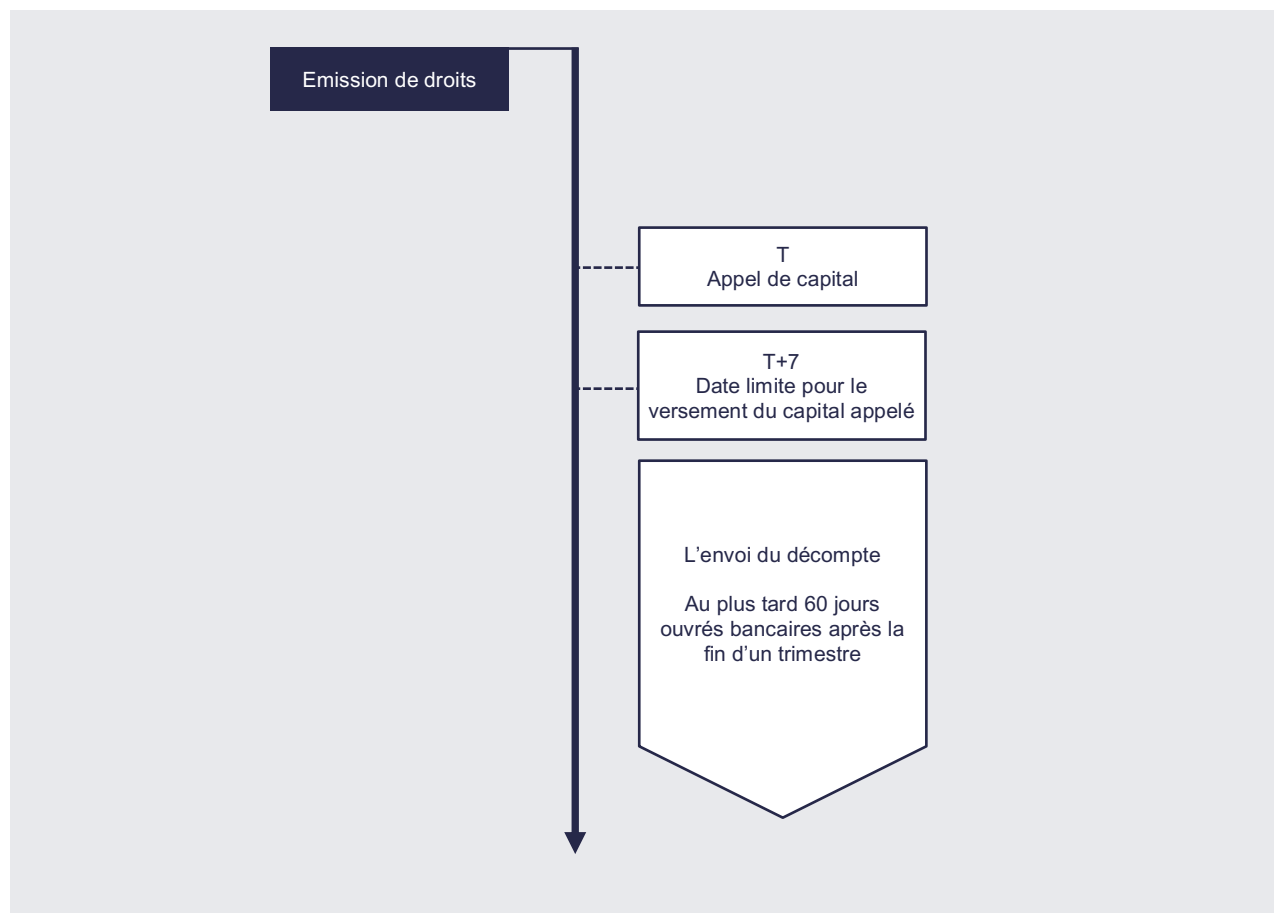 Emission de droits
T
Appel de capital
T+7
Date limite pour le
versement du capital appelé
L’envoi du décompte
Au plus tard 60 jours
ouvrés bancaires après la
fin d’un trimestre